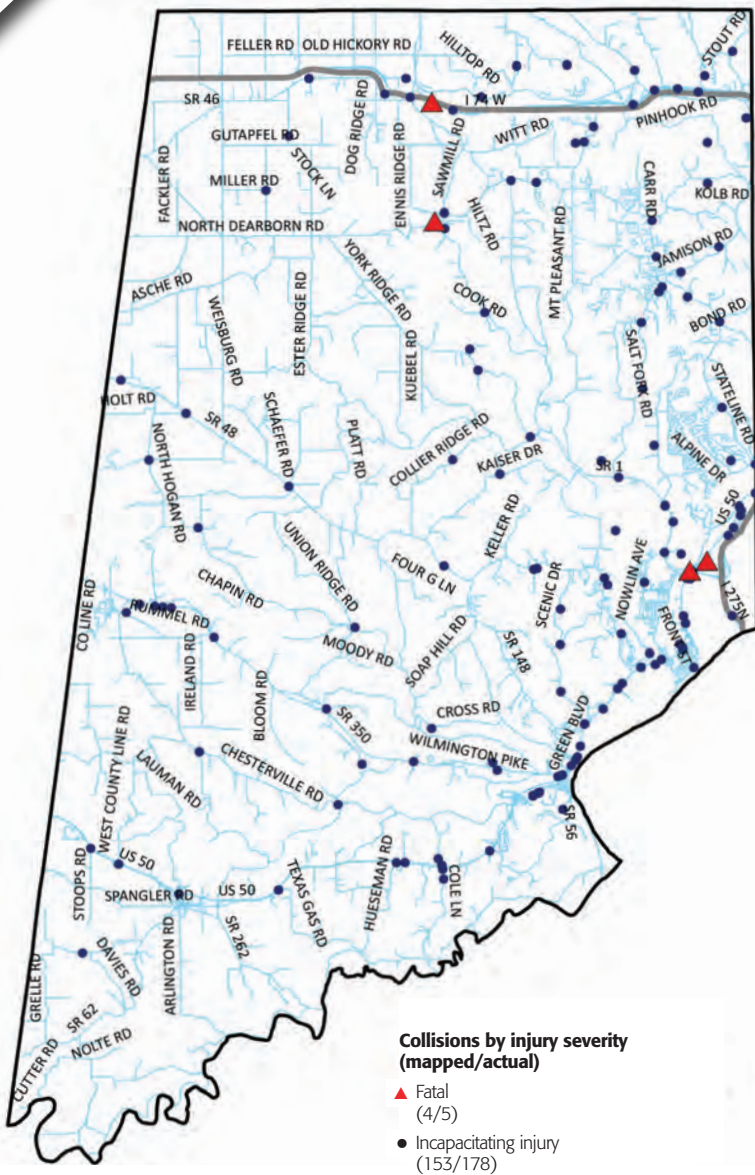 FELLER RD
OLD HICKORY RD
HILLTOP RD
STOUT RD
SR 46
I 74 W
PINHOOK RD
GUTAPFEL RD
DOG RIDGE RD
WITT RD
FACKLER RD
STOCK LN
ENNIS RIDGE RD
SAWMILL RD
MILLER RD
CARR RD
KOLB RD
NORTH DEARBORN RD
HILTZ RD
MT PLEASANT RD
JAMISON RD
YORK RIDGE RD
ASCHE RD
WEISBURG RD
ESTER RIDGE RD
COOK RD
BOND RD
KUEBEL RD
SALT FORK RD
HOLT RD
SR 48
SCHAEFER RD
PLATT RD
STATELINE RD
NORTH HOGAN RD
COLLIER RIDGE RD
KAISER DR
SR 1
ALPINE DR
US 50
UNION RIDGE RD
KELLER RD
FOUR G LN
SCENIC DR
NOWLIN AVE
I 275N
CHAPIN RD
CO LINE RD
RUMMEL RD
MOODY RD
SOAP HILL RD
FRONT ST
IRELAND RD
SR 148
BLOOM RD
SR 350
CROSS RD
GREEN BLVD
WEST COUNTY LINE RD
LAUMAN RD
CHESTERVILLE RD
WILMINGTON PIKE
SR 56
STOOPS RD
US 50
SPANGLER RD
US 50
TEXAS GAS RD
HUESEMAN RD
COLE LN
SR 262
DAVIES RD
ARLINGTON RD
GRELLE RD
SR 62
CUTTER RD
NOLTE RD
Collisions by injury severity
(mapped/actual)
Fatal
(4/5)
Incapacitating injury
(153/178)